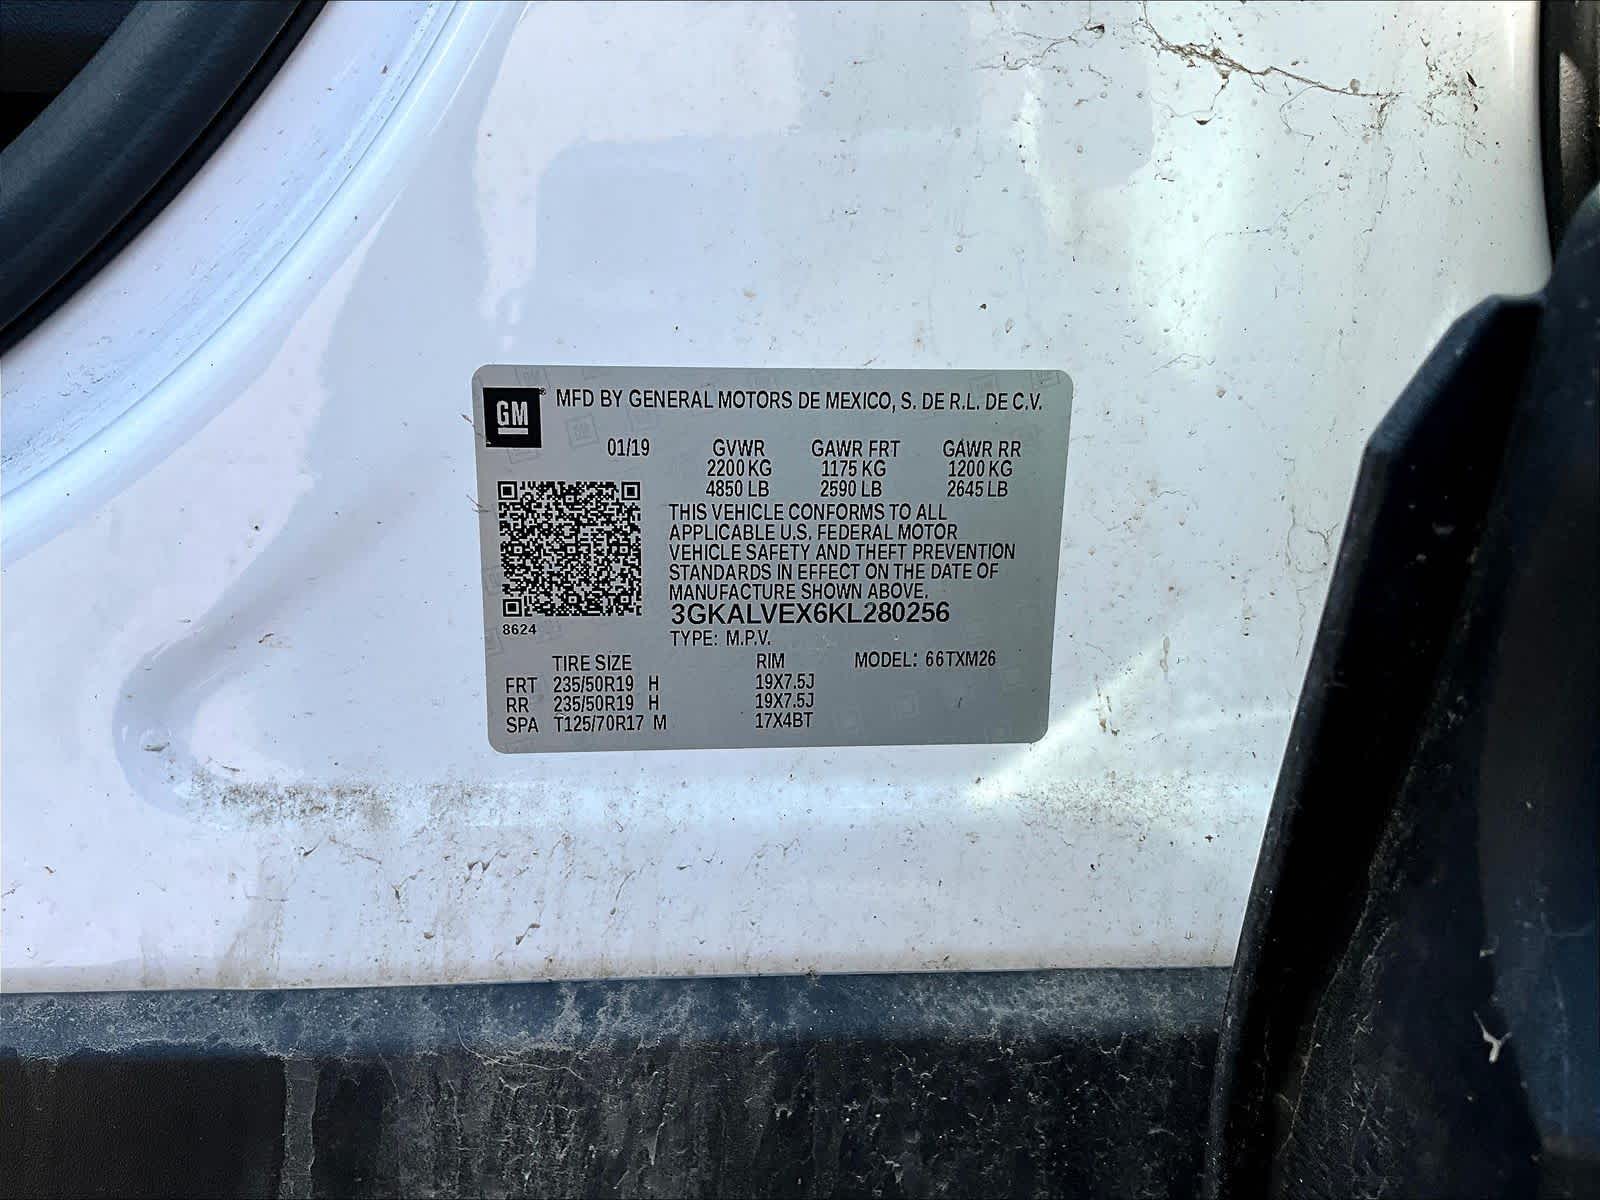 GM ® MFD BY GENERAL MOTORS DE MEXICO, S. DE R.L. DE C.V.
01/19 GVWR GAWR FRT GAWR RR
2200 KG 1175 KG 1200 KG
4850 LB 2590 LB 2645 LB
THIS VEHICLE CONFORMS TO ALL
APPLICABLE U.S. FEDERAL MOTOR
VEHICLE SAFETY AND THEFT PREVENTION
STANDARDS IN EFFECT ON THE DATE OF
MANUFACTURE SHOWN ABOVE.
3GKALVEX6KL280256
8624
TYPE: M.P.V.
TIRE SIZE RIM MODEL: 66TXM26
FRT 235/50R19 H 19X7.5J
RR 235/50R19 H 19X7.5J
SPA T125/70R17 M 17X4BT